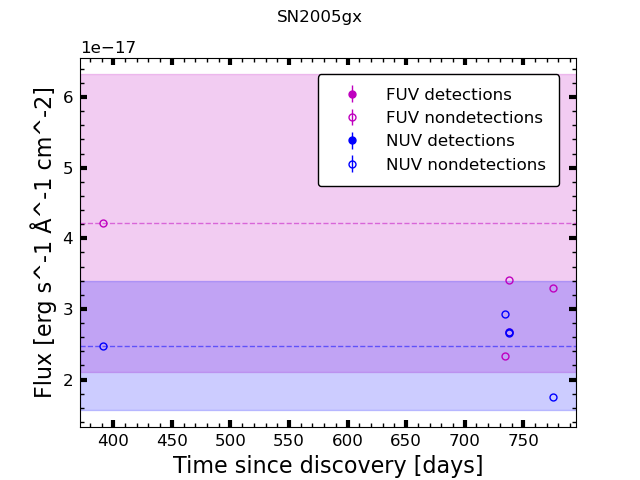 SN2005gx
1e−17
6
5
4
3
2
FUV detections
FUV nondetections
NUV detections
NUV nondetections
400 450 500 550 600 650 700 750
Time since discovery [days]
Flux [erg s^-1 Å^-1 cm^-2]